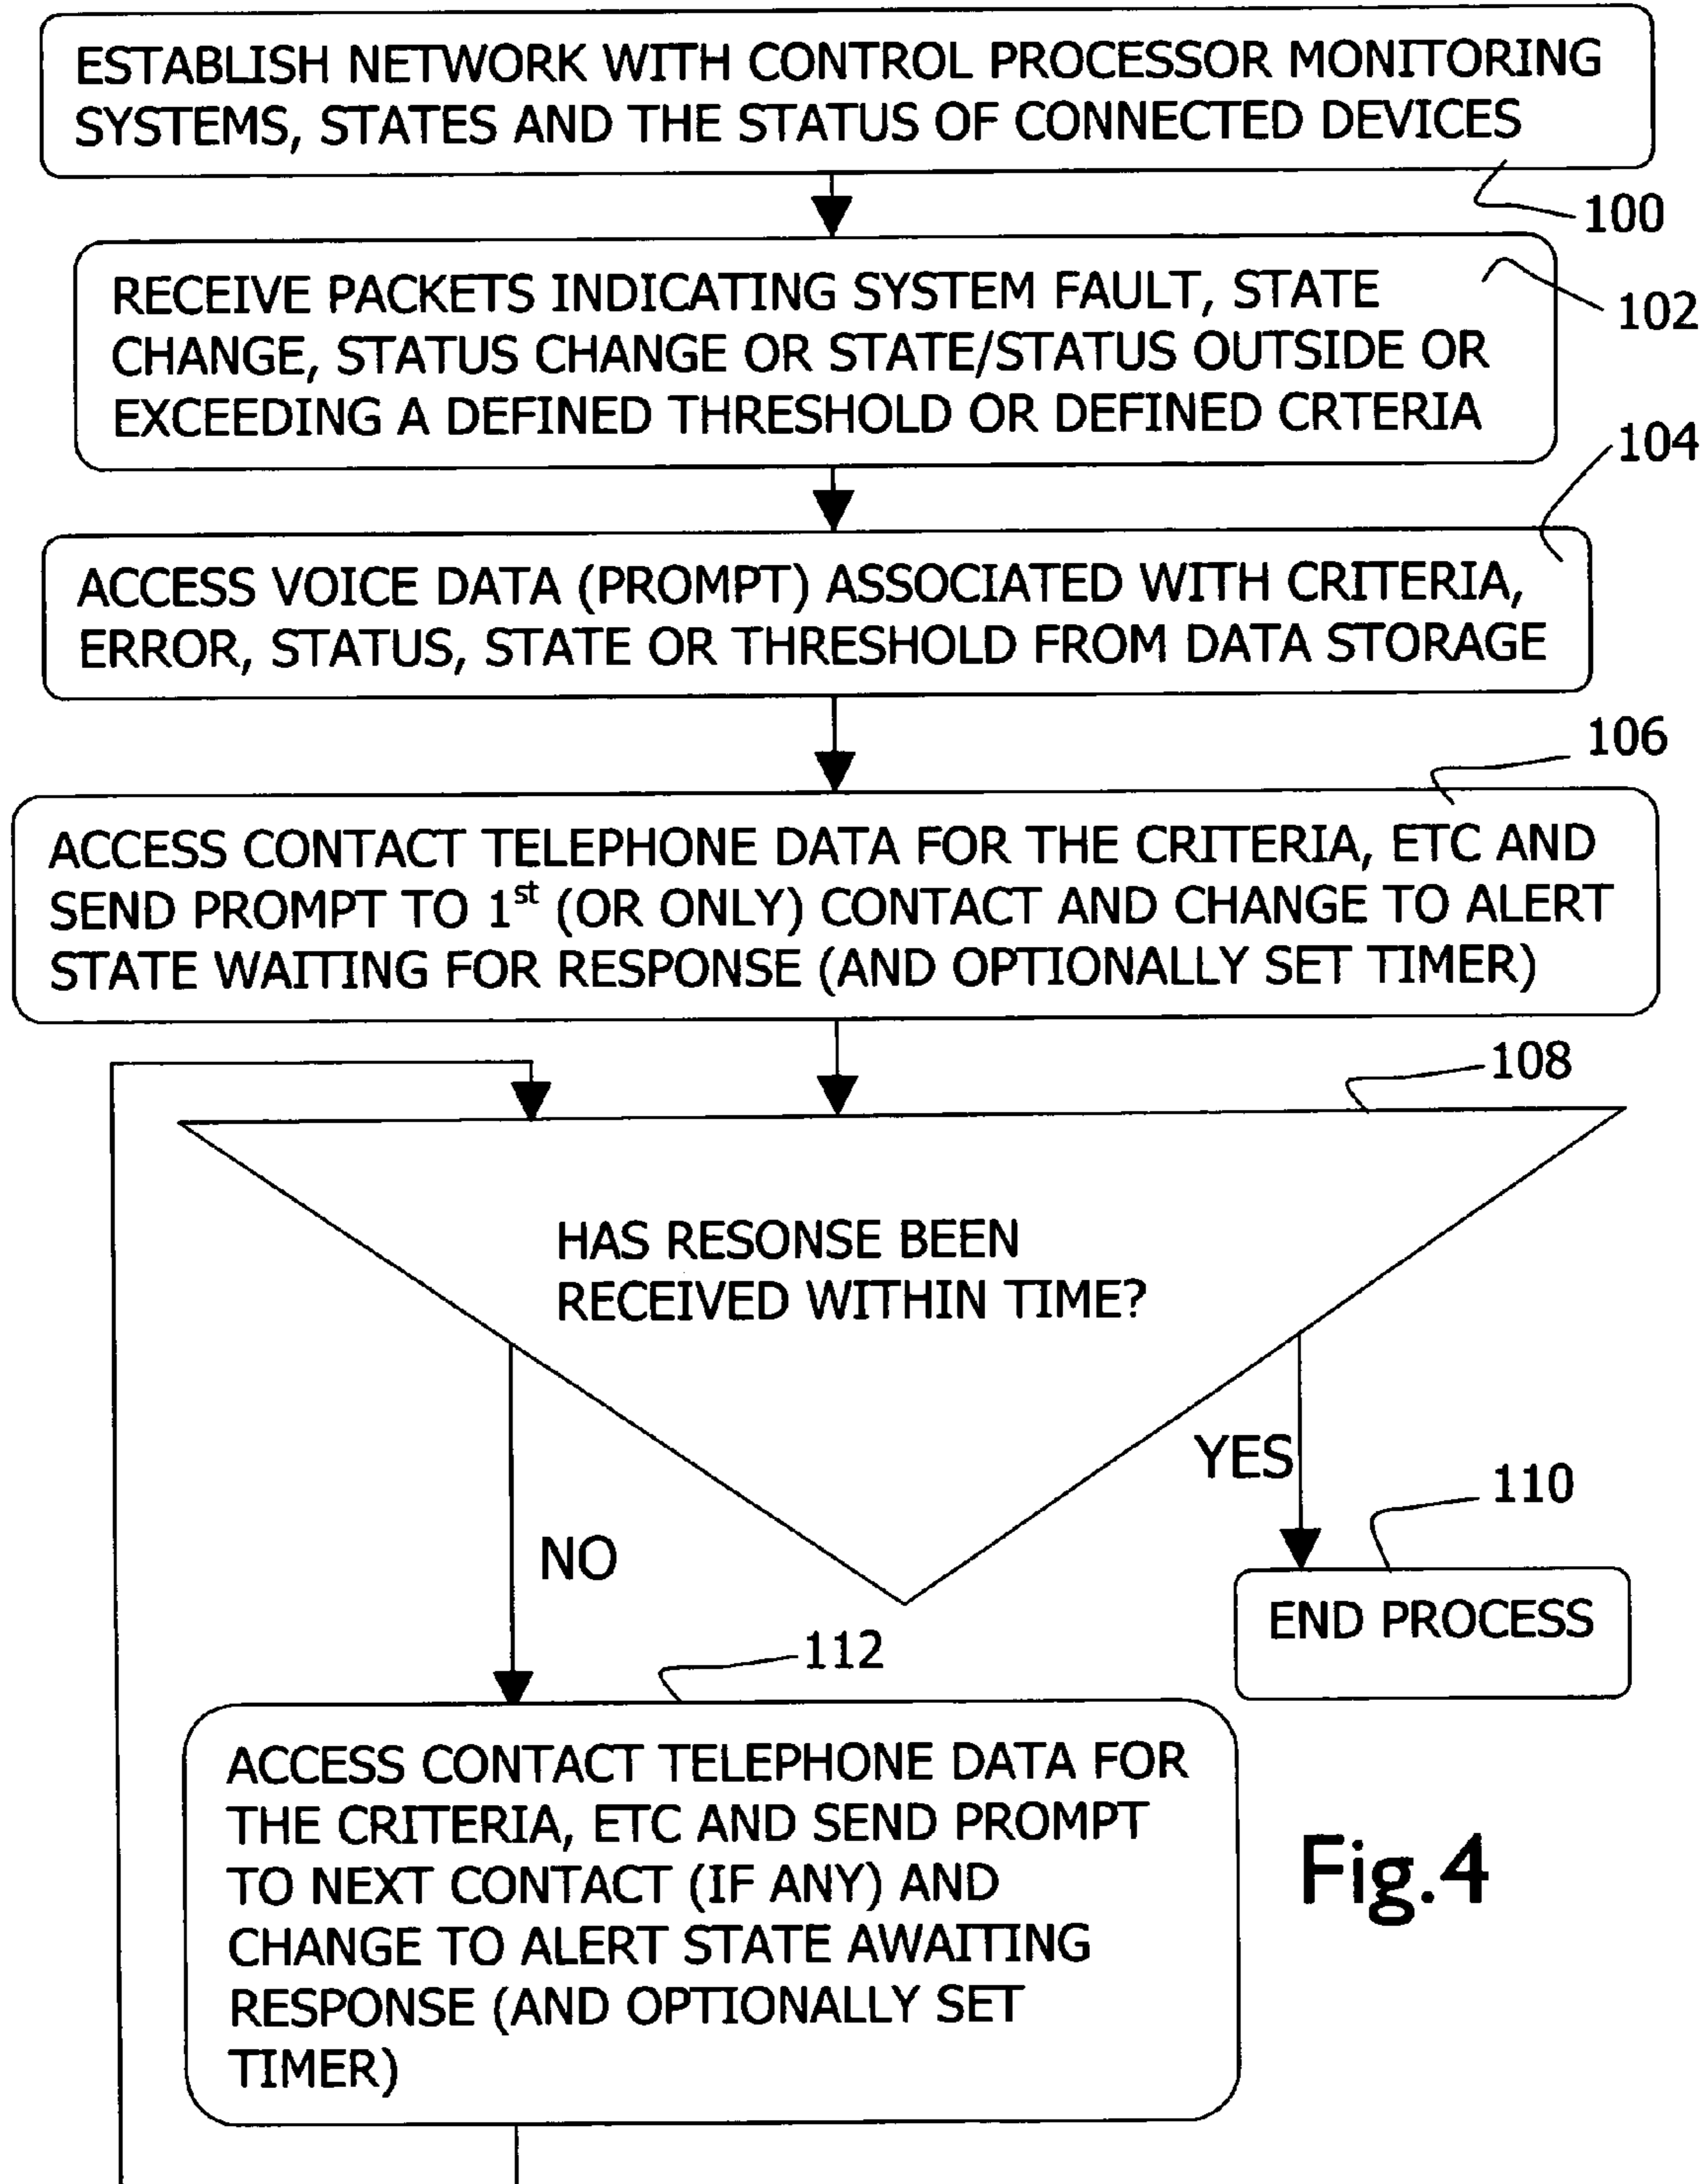 ESTABLISH NETWORK WITH CONTROL PROCESSOR MONITORING
SYSTEMS, STATES AND THE STATUS OF CONNECTED DEVICES
100
RECEIVE PACKETS INDICATING SYSTEM FAULT, STATE
CHANGE, STATUS CHANGE OR STATE/STATUS OUTSIDE OR
EXCEEDING A DEFINED THRESHOLD OR DEFINED CRTERIA
102
104
ACCESS VOICE DATA (PROMPT) ASSOCIATED WITH CRITERIA,
ERROR, STATUS, STATE OR THRESHOLD FROM DATA STORAGE
106
ACCESS CONTACT TELEPHONE DATA FOR THE CRITERIA, ETC AND
SEND PROMPT TO 1st (OR ONLY) CONTACT AND CHANGE TO ALERT
STATE WAITING FOR RESPONSE (AND OPTIONALLY SET TIMER)
108
HAS RESONSE BEEN
RECEIVED WITHIN TIME?
YES
110
NO
END PROCESS
112
ACCESS CONTACT TELEPHONE DATA FOR
THE CRITERIA, ETC AND SEND PROMPT
TO NEXT CONTACT (IF ANY) AND
CHANGE TO ALERT STATE AWAITING
RESPONSE (AND OPTIONALLY SET
TIMER)
Fig.4